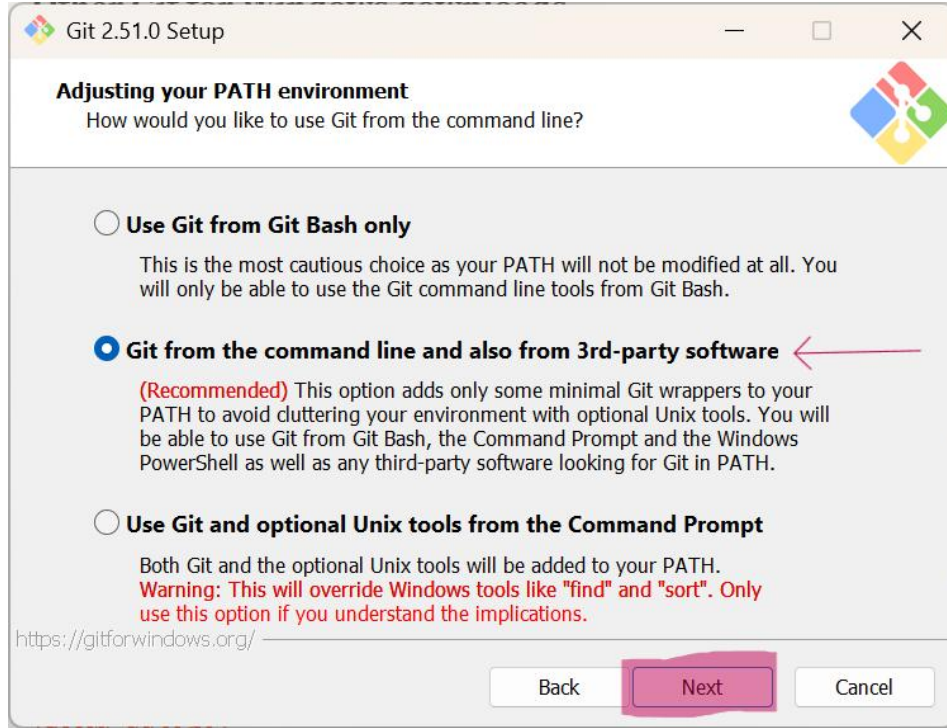 Git 2.51.0 Setup
Adjusting your PATH environment
How would you like to use Git from the command line?
Use Git from Git Bash only
This is the most cautious choice as your PATH will not be modified at all. You
will only be able to use the Git command line tools from Git Bash.
Git from the command line and also from 3rd-party software
(Recommended) This option adds only some minimal Git wrappers to your
PATH to avoid cluttering your environment with optional Unix tools. You will
be able to use Git from Git Bash, the Command Prompt and the Windows
PowerShell as well as any third-party software looking for Git in PATH.
Use Git and optional Unix tools from the Command Prompt
Both Git and the optional Unix tools will be added to your PATH.
Warning: This will override Windows tools like "find" and "sort". Only
use this option if you understand the implications.
https://gitforwindows.org/
Back Next Cancel